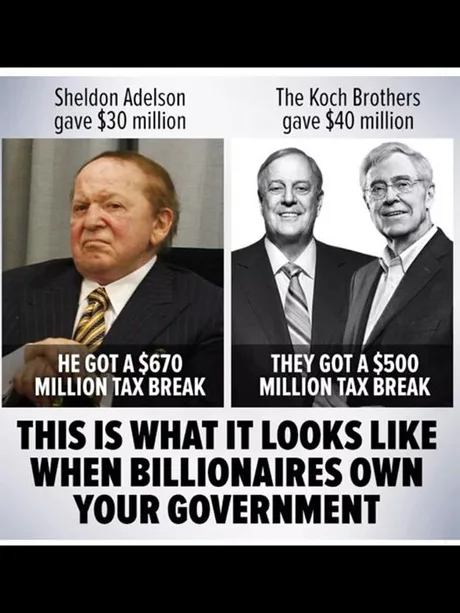 Sheldon Adelson
gave $30 million
The Koch Brothers
gave $40 million
HE GOT A $670
MILLION TAX BREAK
THEY GOT A $500
MILLION TAX BREAK
THIS IS WHAT IT LOOKS LIKE
WHEN BILLIONAIRES OWN
YOUR GOVERNMENT